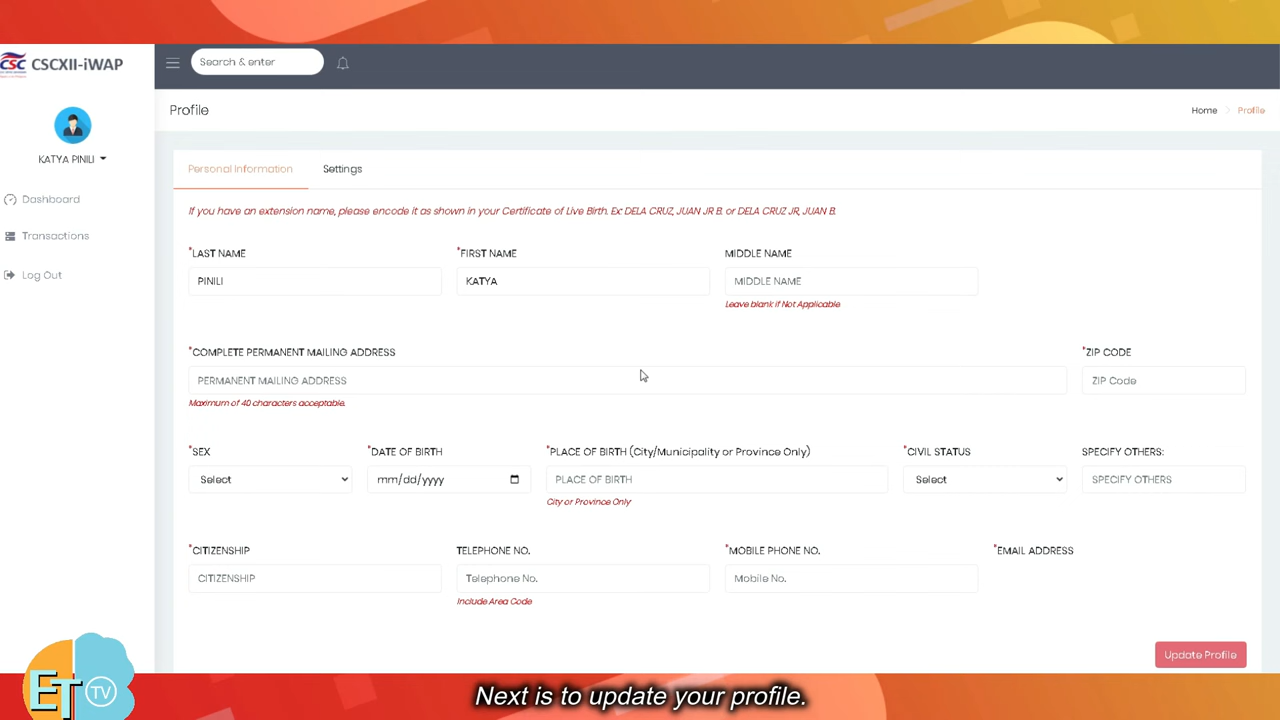 CSC CSCXII-iWAP
Search & enter
KATYA PINILI
Dashboard
Transactions
Log Out
Profile
Home Profile
Personal Information Settings
If you have an extension name, please encode it as shown in your Certificate of Live Birth. Ex: DELA CRUZ, JUAN JR B. or DELA CRUZ JR, JUAN B.
*LAST NAME *FIRST NAME MIDDLE NAME
PINILI KATYA MIDDLE NAME
Leave blank if Not Applicable
*COMPLETE PERMANENT MAILING ADDRESS *ZIP CODE
PERMANENT MAILING ADDRESS ZIP Code
Maximum of 40 characters acceptable.
*SEX *DATE OF BIRTH *PLACE OF BIRTH (City/Municipality or Province Only) *CIVIL STATUS SPECIFY OTHERS:
Select mm/dd/yyyy PLACE OF BIRTH Select SPECIFY OTHERS
City or Province Only
*CITIZENSHIP TELEPHONE NO. *MOBILE PHONE NO. *EMAIL ADDRESS
CITIZENSHIP Telephone No. Mobile No.
Include Area Code
Update Profile
ET TV
Next is to update your profile.